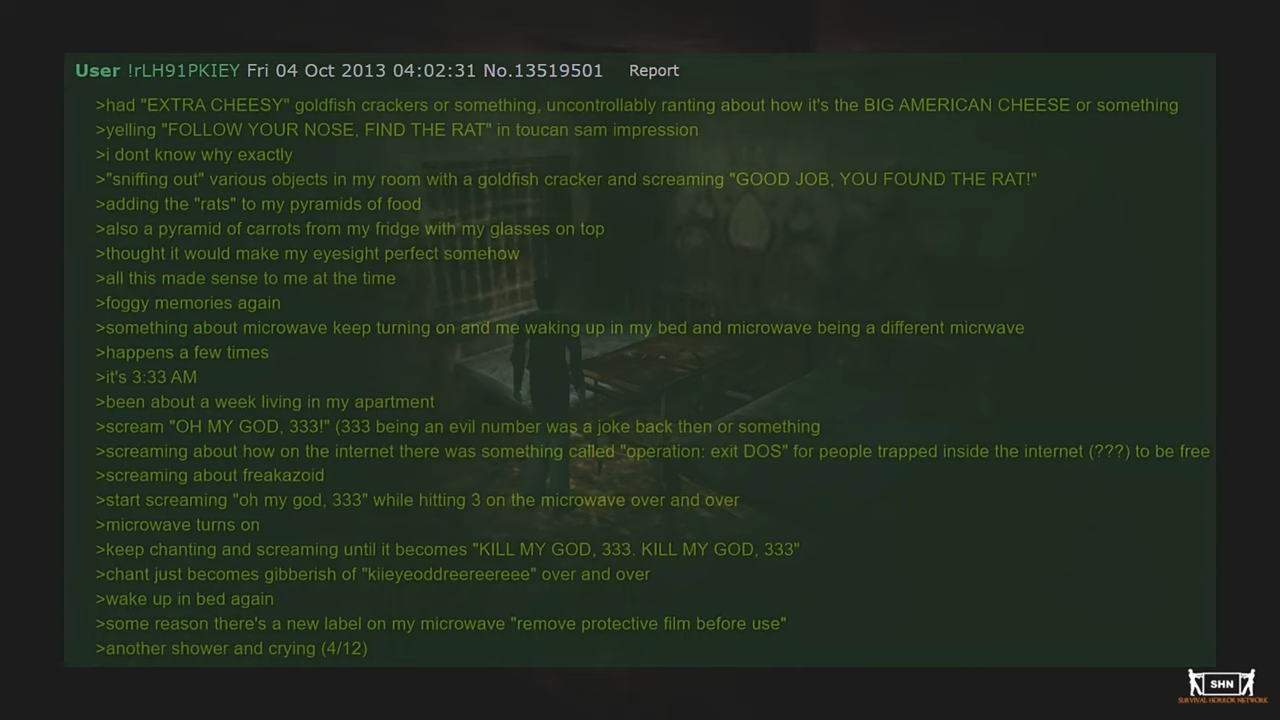 User !rLH91PKIEY Fri 04 Oct 2013 04:02:31 No.13519501 Report
>had "EXTRA CHEESY" goldfish crackers or something, uncontrollably ranting about how it's the BIG AMERICAN CHEESE or something
>yelling "FOLLOW YOUR NOSE, FIND THE RAT" in toucan sam impression
>i dont know why exactly
>"sniffing out" various objects in my room with a goldfish cracker and screaming "GOOD JOB, YOU FOUND THE RAT!"
>adding the "rats" to my pyramids of food
>also a pyramid of carrots from my fridge with my glasses on top
>thought it would make my eyesight perfect somehow
>all this made sense to me at the time
>foggy memories again
>something about microwave keep turning on and me waking up in my bed and microwave being a different micrwave
>happens a few times
>it's 3:33 AM
>been about a week living in my apartment
>scream "OH MY GOD, 333!" (333 being an evil number was a joke back then or something
>screaming about how on the internet there was something called "operation: exit DOS" for people trapped inside the internet (???) to be free
>screaming about freakazoid
>start screaming "oh my god, 333" while hitting 3 on the microwave over and over
>microwave turns on
>keep chanting and screaming until it becomes "KILL MY GOD, 333. KILL MY GOD, 333"
>chant just becomes gibberish of "kiieyeoddreereereee" over and over
>wake up in bed again
>some reason there's a new label on my microwave "remove protective film before use"
>another shower and crying (4/12)
SHN
SURVIVAL HORROR NETWORK